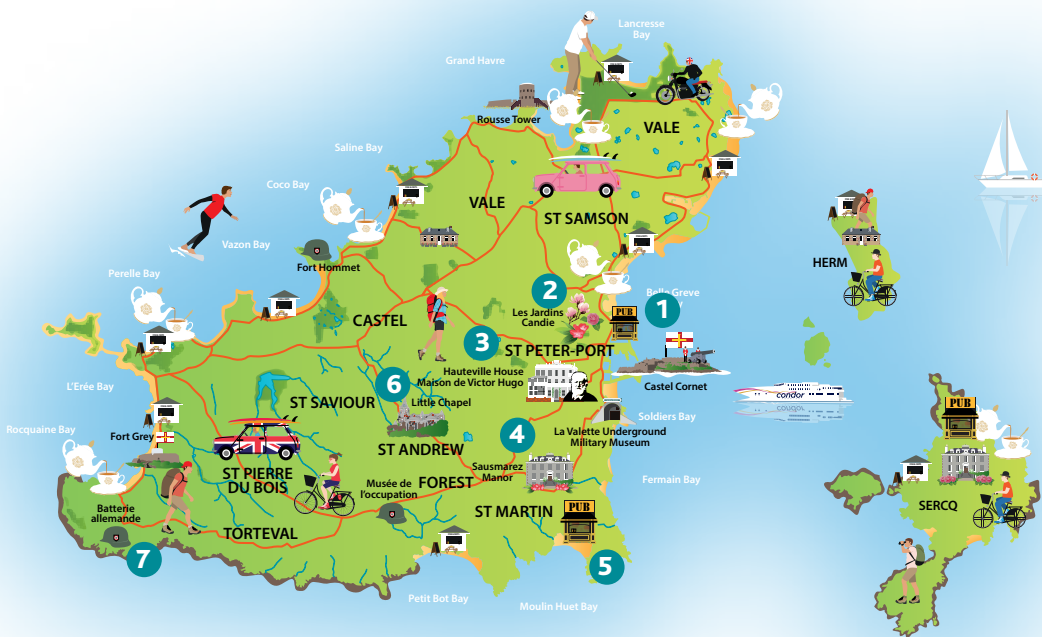 Lancresse
Bay
Grand Havre
Rousse Tower
VALE
Saline Bay
Coco Bay
VALE
ST SAMSON
Vazon Bay
Fort Hommet
HERM
Perelle Bay
2
Belle Greve
1
Les Jardins
Candie
PUB
CASTEL
3
ST PETER-PORT
Hauteville House
Maison de Victor Hugo
Castel Cornet
L'Erée Bay
6
condor
ST SAVIOUR
Little Chapel
Soldiers Bay
PUB
Rocquaine Bay
Fort Grey
4
La Valette Underground
Military Museum
ST ANDREW
Sausmarez
Manor
ST PIERRE
DU BOIS
Musée de
l'occupation
FOREST
Fermain Bay
Batterie
allemande
ST MARTIN
PUB
SERCQ
TORTEVAL
7
5
Petit Bot Bay
Moulin Huet Bay